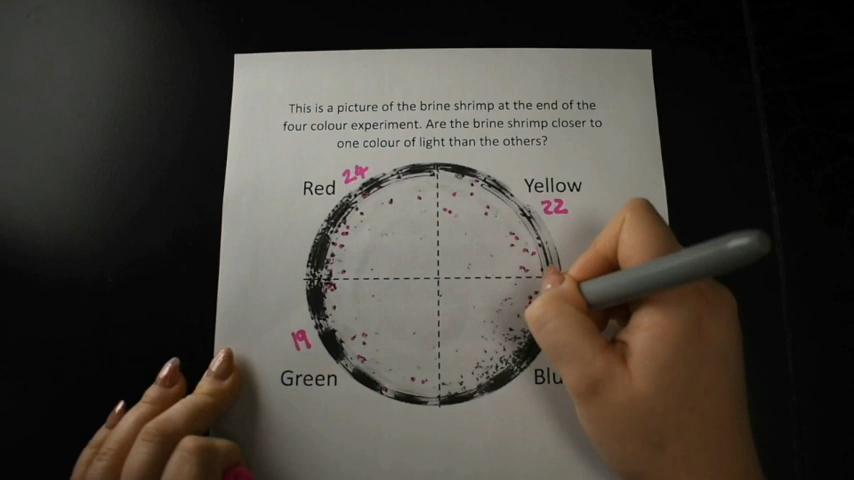 This is a picture of the brine shrimp at the end of the
four colour experiment. Are the brine shrimp closer to
one colour of light than the others?
Red 24
Yellow
22
19
Green
Blu